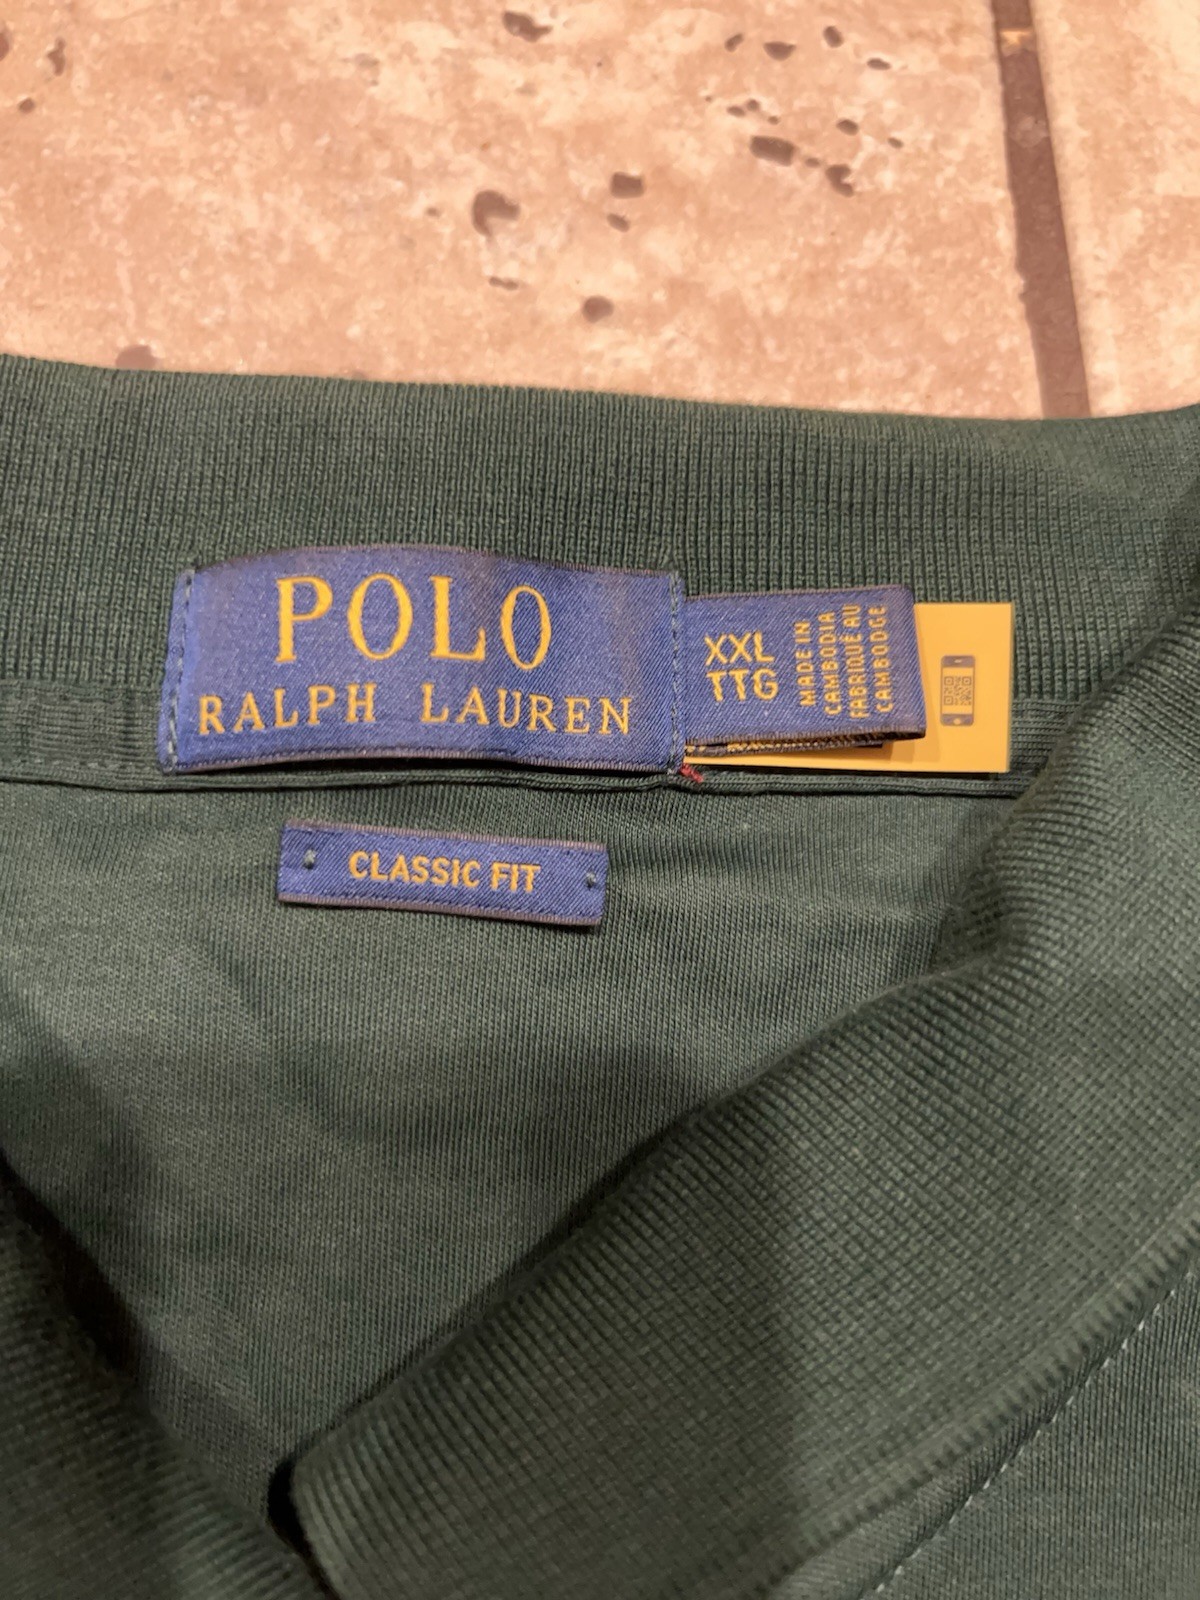 POLO
RALPH LAUREN
XXL
TTG
MADE IN
CAMBODIA
FABRIQUÉ AU
CAMBODGE
CLASSIC FIT